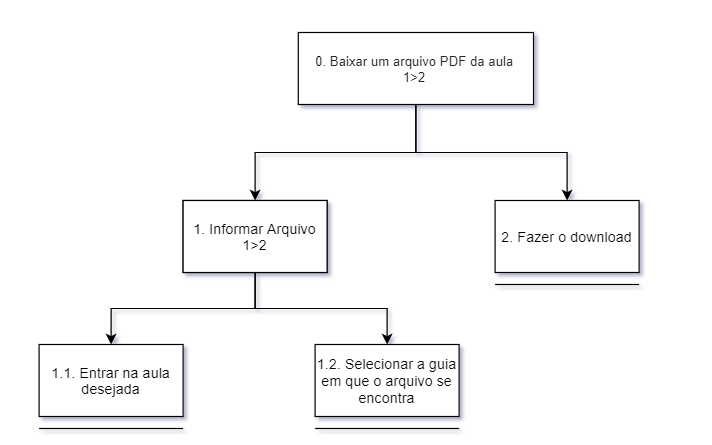 0. Baixar um arquivo PDF da aula
1>2
1. Informar Arquivo
1>2
2. Fazer o download
1.1. Entrar na aula
desejada
1.2. Selecionar a guia
em que o arquivo se
encontra